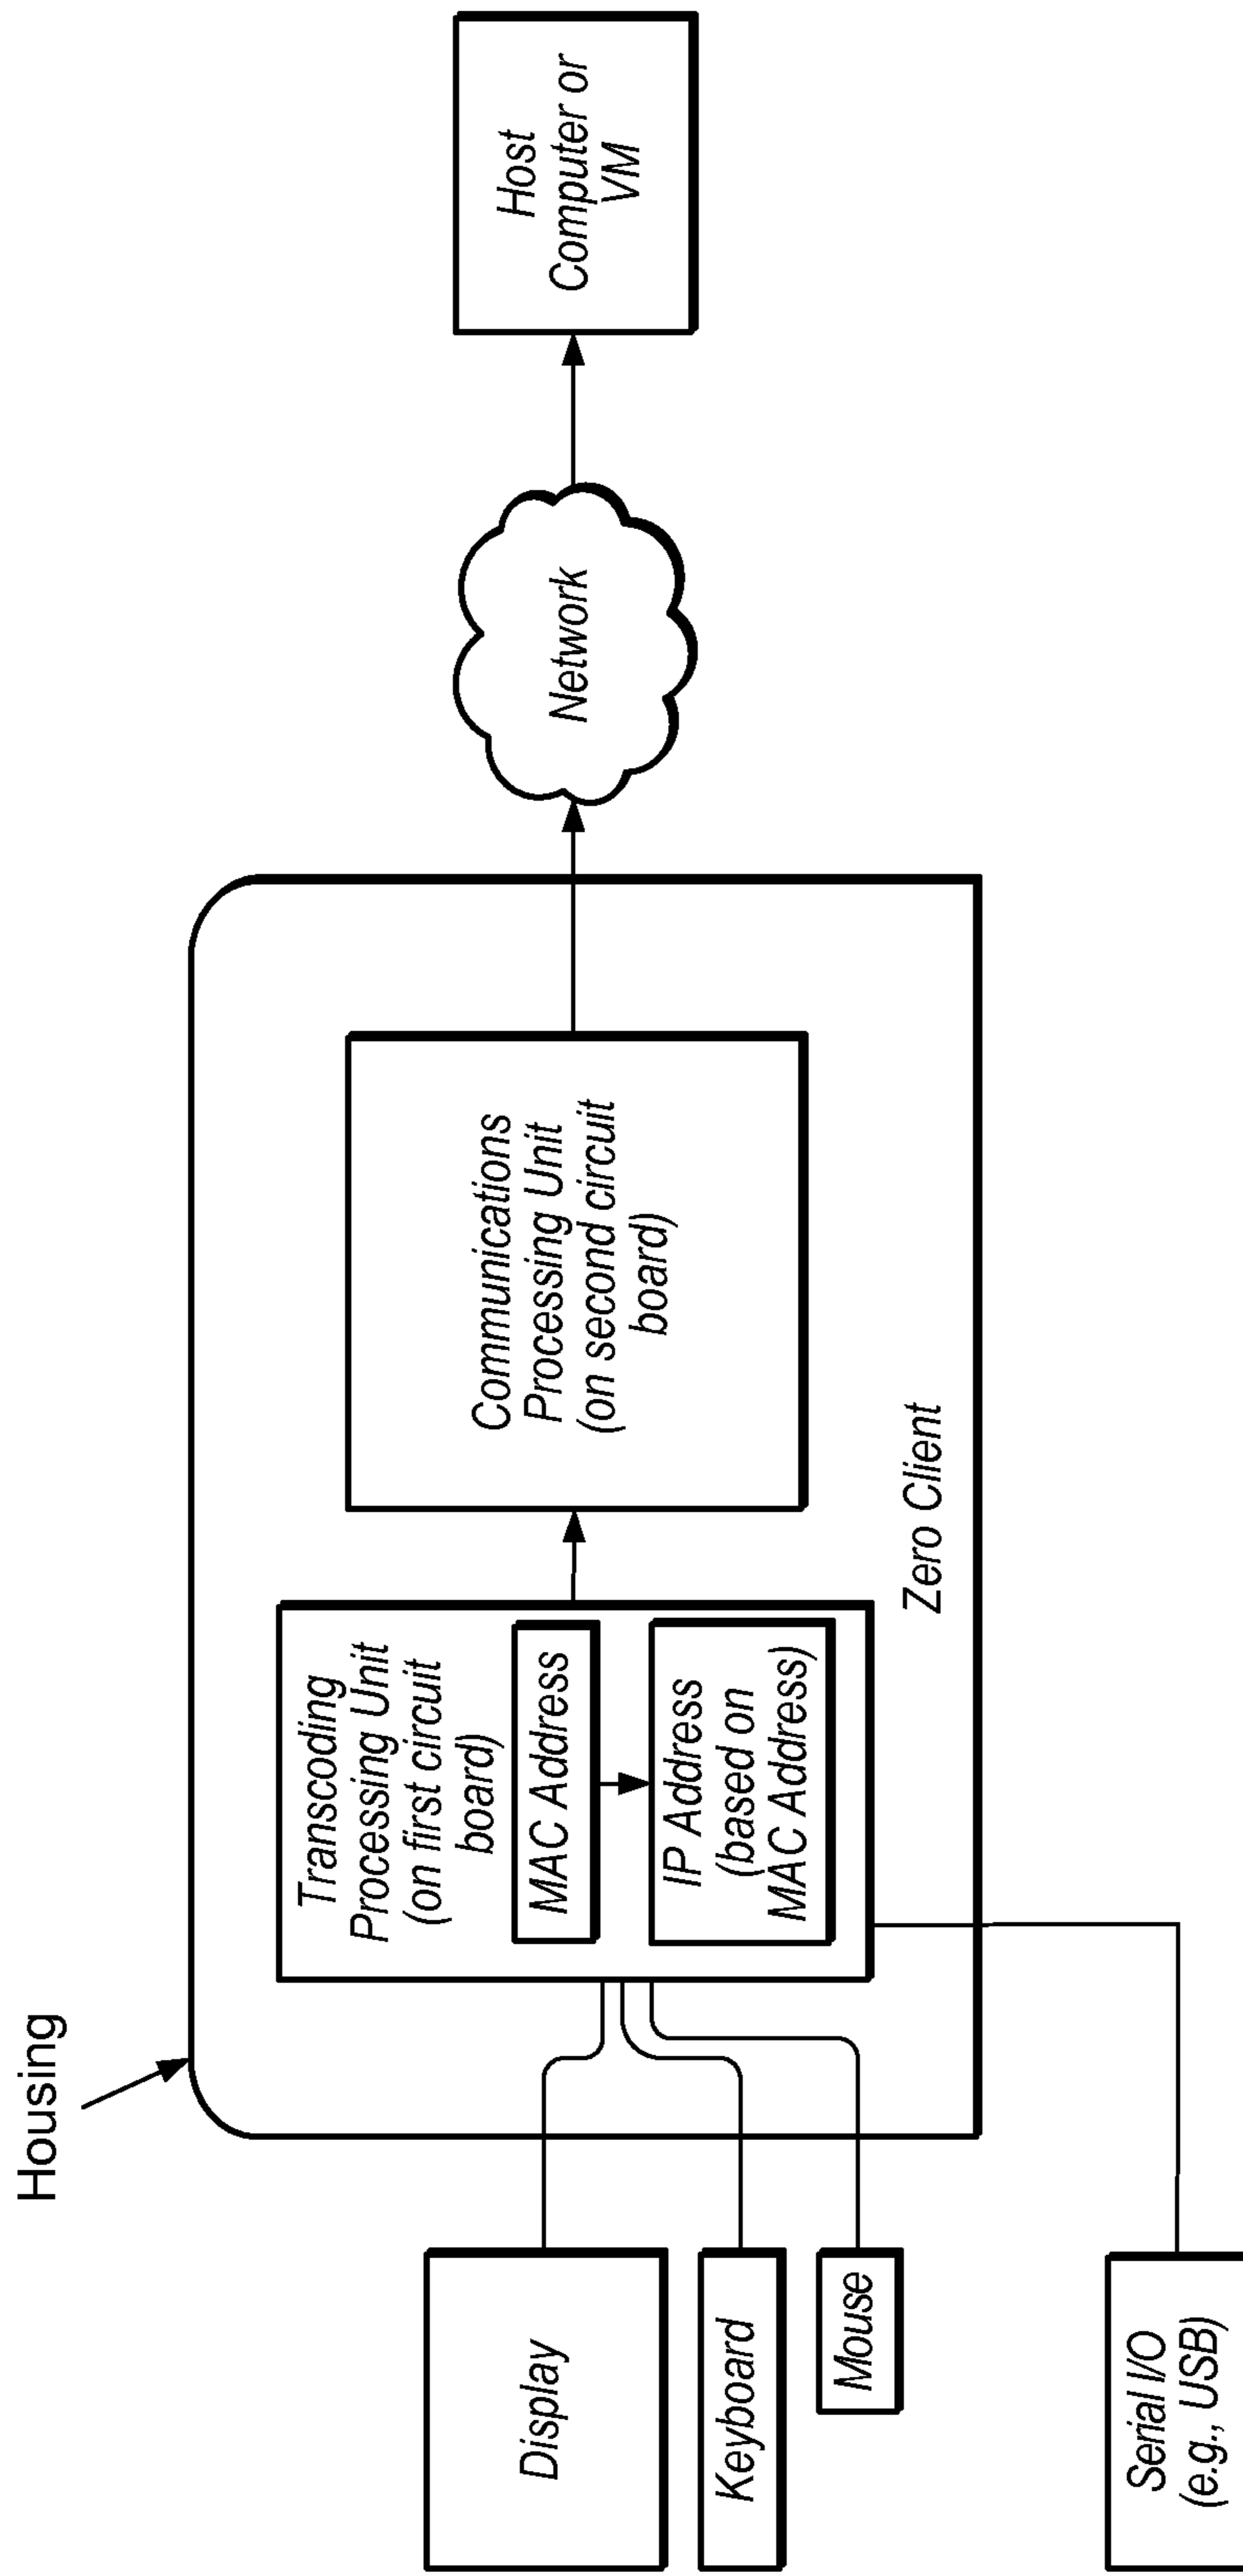 Housing
Display
Keyboard
Mouse
Serial I/O
(e.g., USB)
Transcoding
Processing Unit
(on first circuit
board)
MAC Address
IP Address
(based on
MAC Address)
Communications
Processing Unit
(on second circuit
board)
Zero Client
Network
Host
Computer or
VM